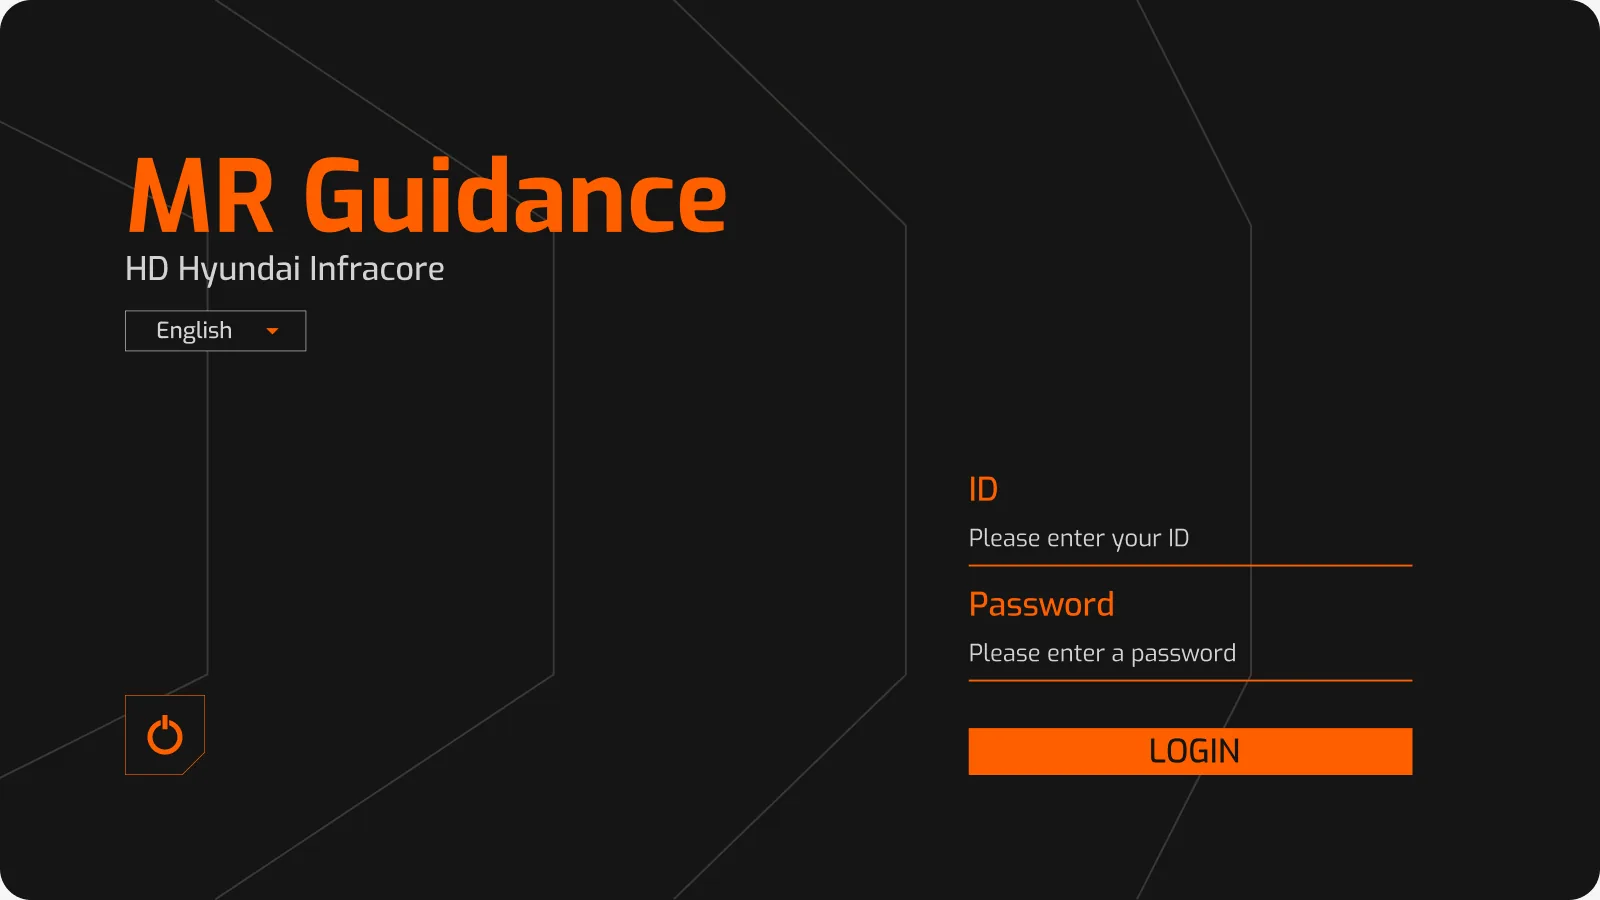 MR Guidance
HD Hyundai Infracore
English
ID
Please enter your ID
Password
Please enter a password
LOGIN